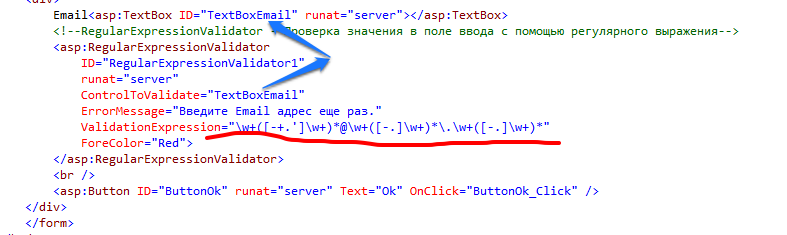 <div>
Email<asp:TextBox ID="TextBoxEmail" runat="server"></asp:TextBox>
<!--RegularExpressionValidator - Проверка значения в поле ввода с помощью регулярного выражения-->
<asp:RegularExpressionValidator
ID="RegularExpressionValidator1"
runat="server"
ControlToValidate="TextBoxEmail"
ErrorMessage="Введите Email адрес еще раз."
ValidationExpression="\w+([-+.']\w+)*@\w+([-.]\w+)*\.\w+([-.]\w+)*"
ForeColor="Red">
</asp:RegularExpressionValidator>
<br />
<asp:Button ID="ButtonOk" runat="server" Text="Ok" OnClick="ButtonOk_Click" />
</div>
</form>